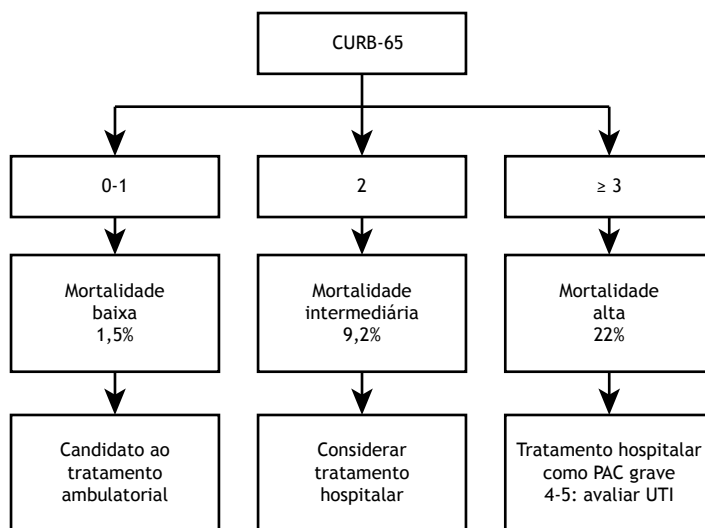 CURB-65
0-1
2
≥ 3
Mortalidade
baixa
1,5%
Mortalidade
intermediária
9,2%
Mortalidade
alta
22%
Candidato ao
tratamento
ambulatorial
Considerar
tratamento
hospitalar
Tratamento hospitalar
como PAC grave
4-5: avaliar UTI